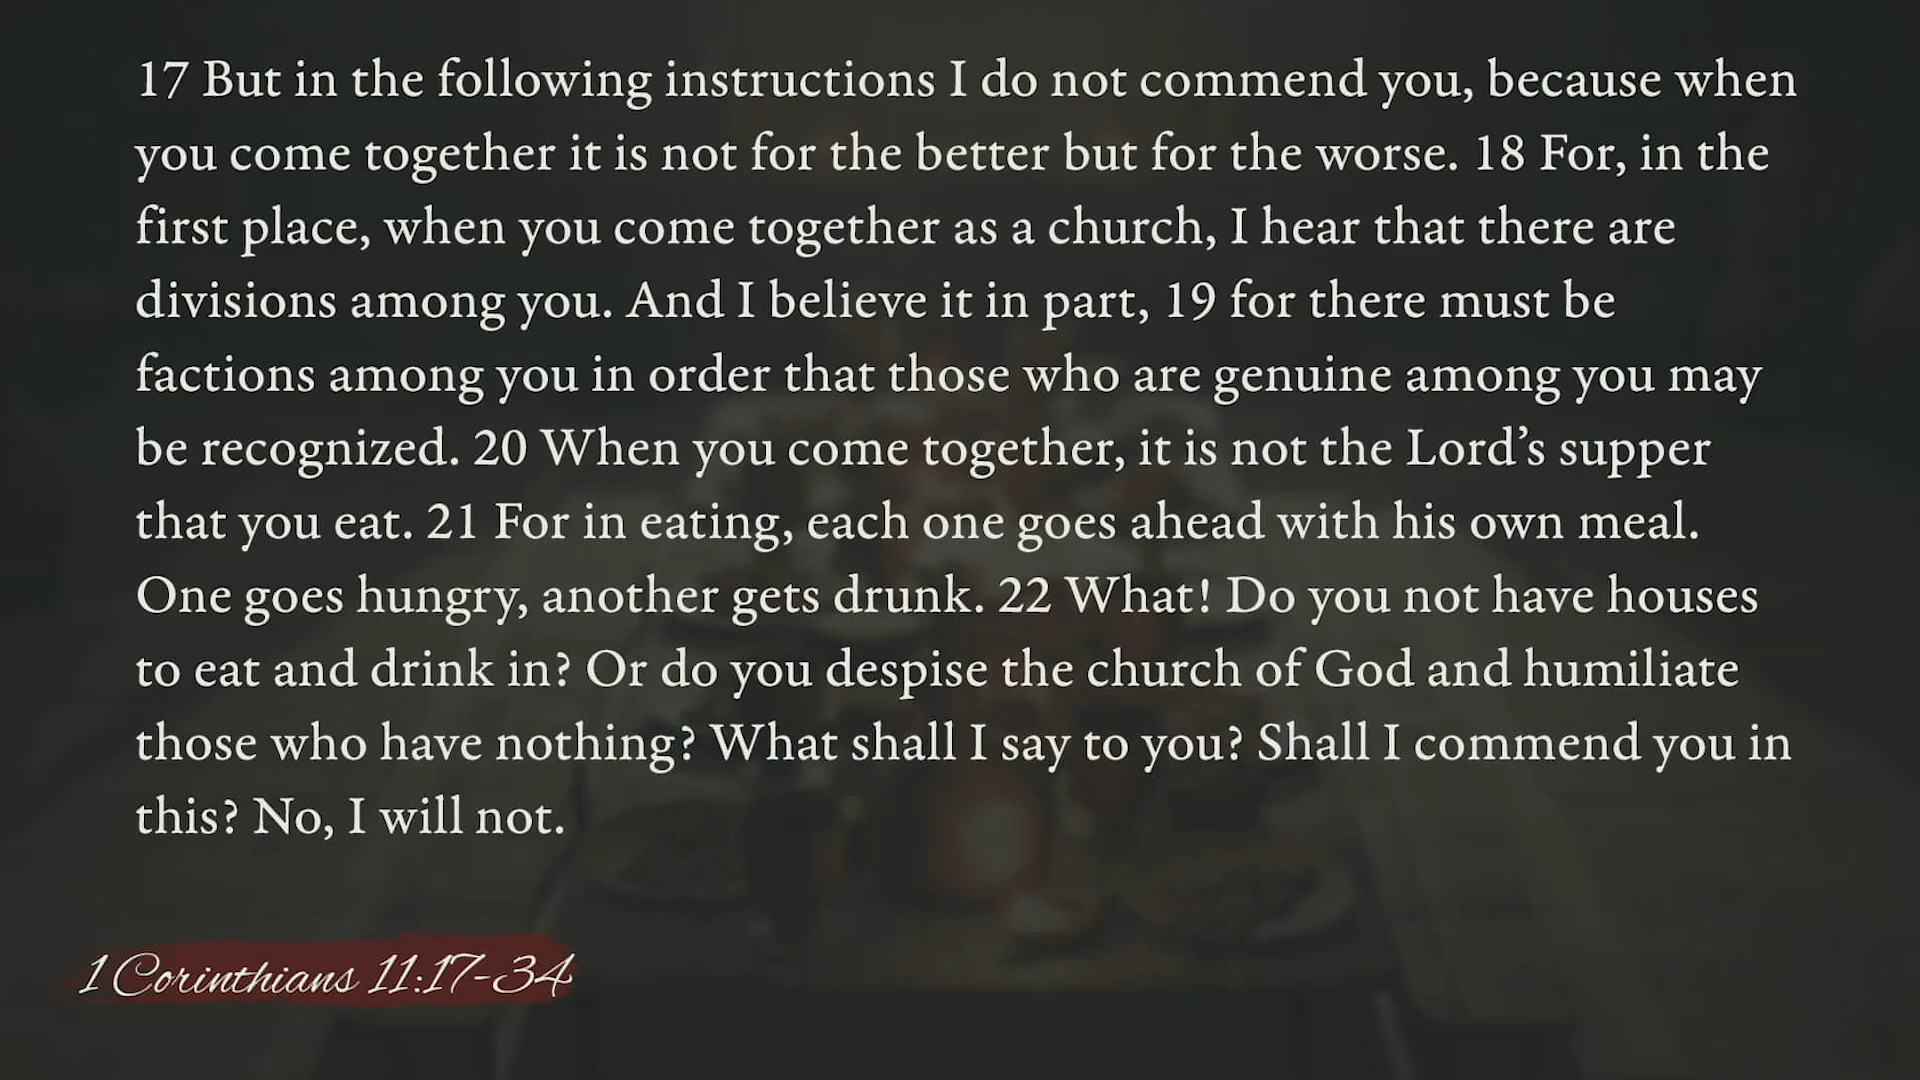 17 But in the following instructions I do not commend you, because when
you come together it is not for the better but for the worse. 18 For, in the
first place, when you come together as a church, I hear that there are
divisions among you. And I believe it in part, 19 for there must be
factions among you in order that those who are genuine among you may
be recognized. 20 When you come together, it is not the Lord’s supper
that you eat. 21 For in eating, each one goes ahead with his own meal.
One goes hungry, another gets drunk. 22 What! Do you not have houses
to eat and drink in? Or do you despise the church of God and humiliate
those who have nothing? What shall I say to you? Shall I commend you in
this? No, I will not.
1 Corinthians 11:17-34